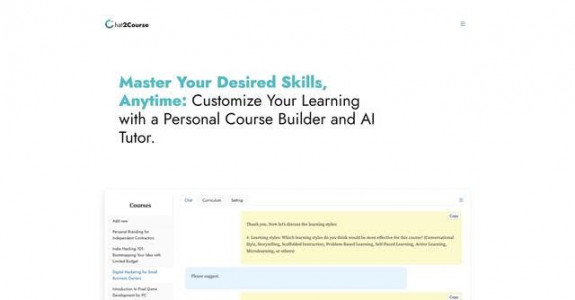 Chat2Course
Master Your Desired Skills,
Anytime: Customize Your Learning
with a Personal Course Builder and AI
Tutor.
Courses
Chat
Curriculum
Setting
Add new
Personal Branding for
Independent Contractors
Indie Hacking 101:
Bootstrapping Your Idea with
Limited Budget
Digital Marketing for Small
Business Owners
Introduction to Pixel Game
Development for PC
Copy
Thank you. Now let's discuss the learning styles:
4. Learning styles: Which learning styles do you think would be most effective for this course? (Conversational
Style, Storytelling, Scaffolded Instruction, Problem-Based Learning, Self-Paced Learning, Active Learning,
Microlearning, or others)
Please suggest.
Copy